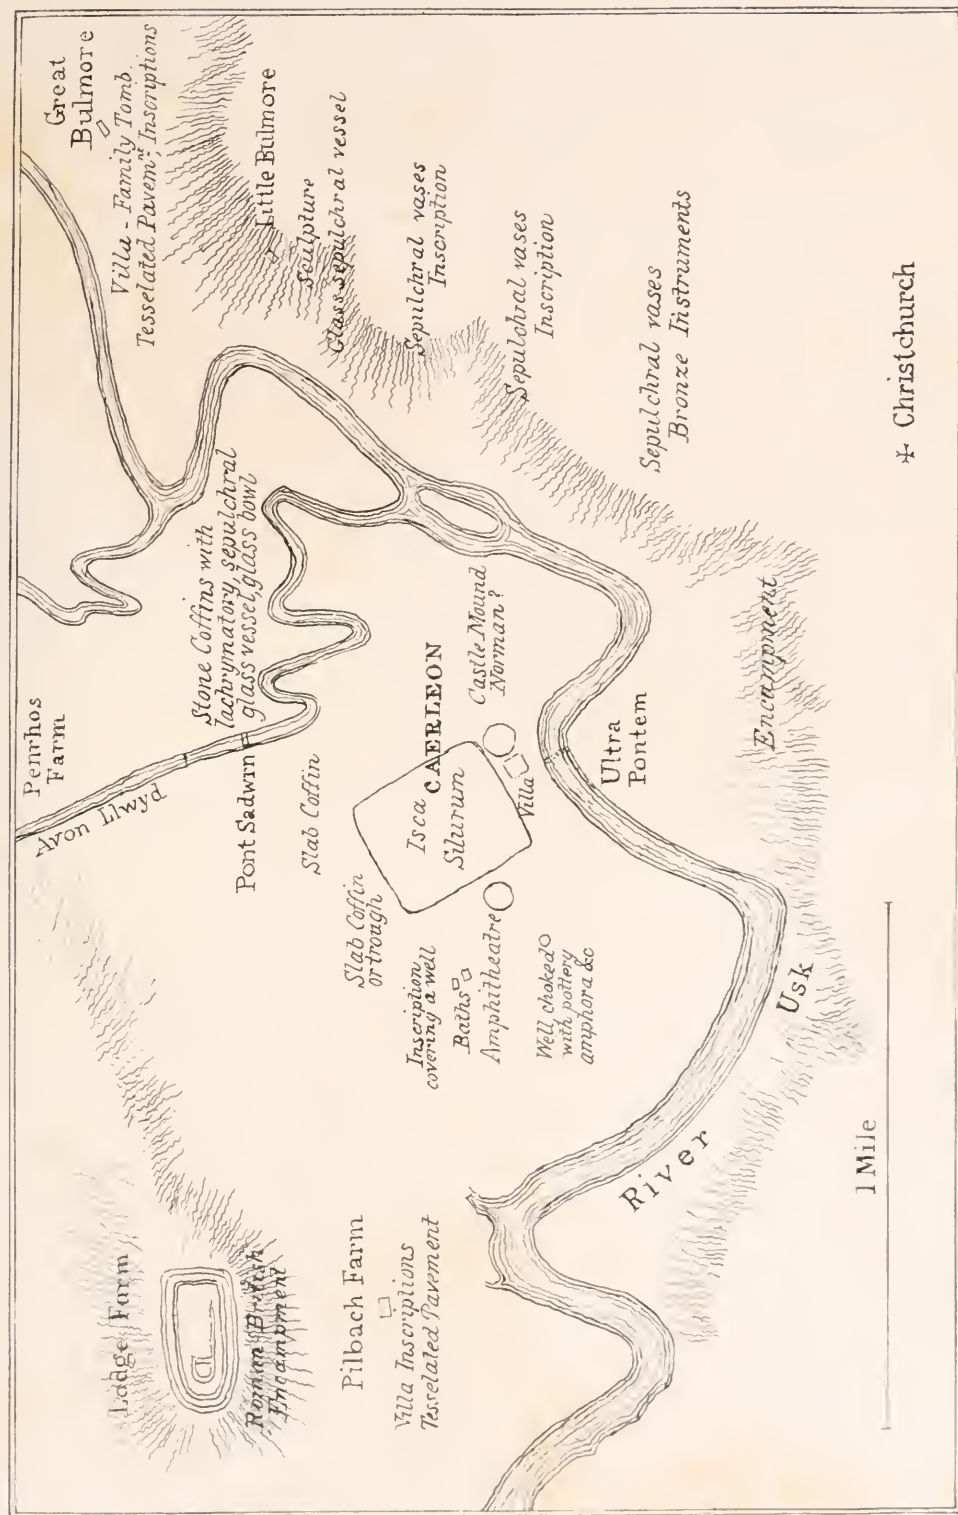 Great
Bulmore
Villa - Family Tomb.
Tesselated Pavemnt; Inscriptions
Little Bulmore
Sculpture
Glass sepulchral vessel
Sepulchral vases
Inscription
Sepulchral vases
Inscription
Sepulchral vases
Bronze Instruments
✠ Christchurch
Stone Coffins with
lachrymatory, sepulchral
glass vessel, glass bowl
Penrhos
Farm
Avon Llwyd
Pont Sadwrn
Slab Coffin
CAERLEON
Castle Mound
Norman?
Isca
Silurum
Villa
Ultra
Pontem
Encampment
Slab Coffin
or trough
Inscription
covering a well
Baths
Amphitheatre
Well choked
with pottery
amphora &c
River Usk
Lodge Farm
Roman British
Encampment
Pilbach Farm
Villa Inscriptions
Tesselated Pavement
1 Mile